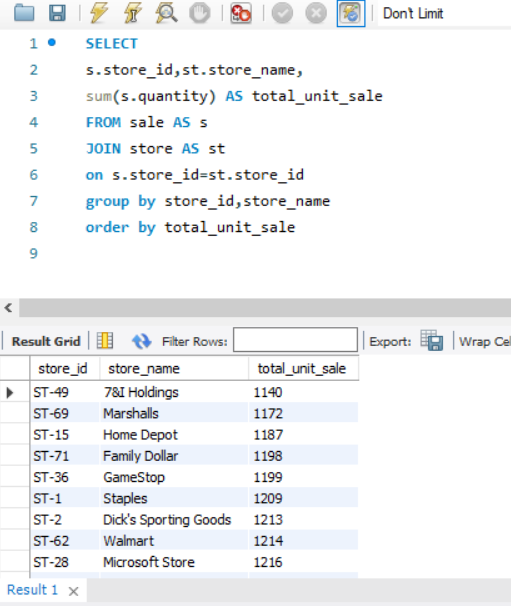 Don't Limit
1 SELECT
2 s.store_id,st.store_name,
3 sum(s.quantity) AS total_unit_sale
4 FROM sale AS s
5 JOIN store AS st
6 on s.store_id=st.store_id
7 group by store_id,store_name
8 order by total_unit_sale
9
Result Grid Filter Rows: Export: Wrap Cel
store_id store_name total_unit_sale
ST-49 7&I Holdings 1140
ST-69 Marshalls 1172
ST-15 Home Depot 1187
ST-71 Family Dollar 1198
ST-36 GameStop 1199
ST-1 Staples 1209
ST-2 Dick's Sporting Goods 1213
ST-62 Walmart 1214
ST-28 Microsoft Store 1216
Result 1